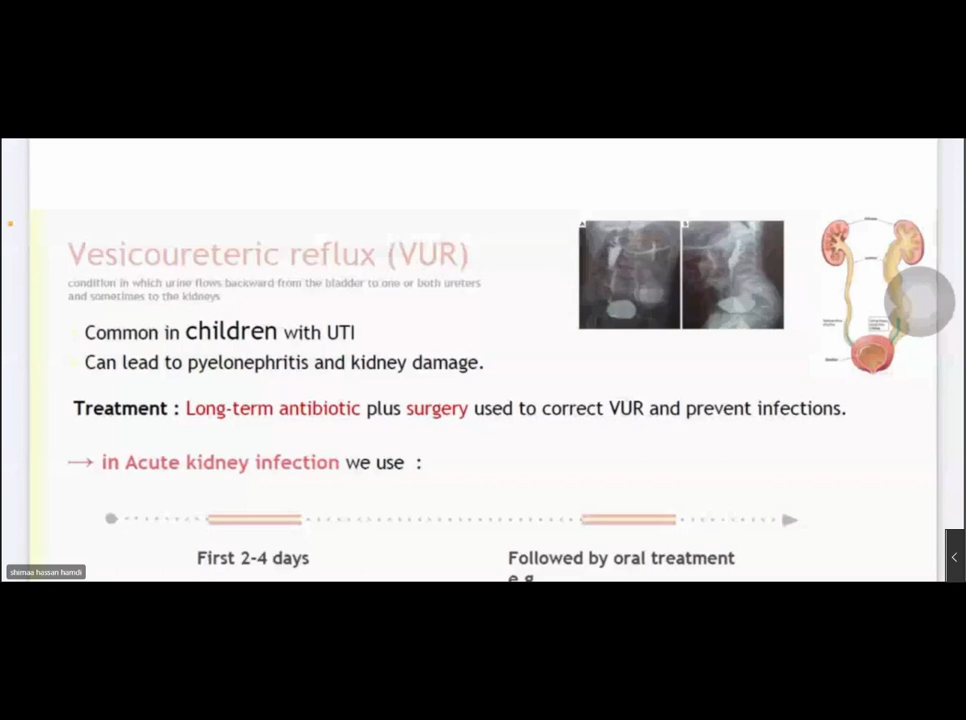 Vesicoureteric reflux (VUR)
condition in which urine flows backward from the bladder to one or both ureters
and sometimes to the kidneys
Common in children with UTI
Can lead to pyelonephritis and kidney damage.
Treatment : Long-term antibiotic plus surgery used to correct VUR and prevent infections.
→ in Acute kidney infection we use :
First 2-4 days
Followed by oral treatment
e.g
shimaa hassan hamdi